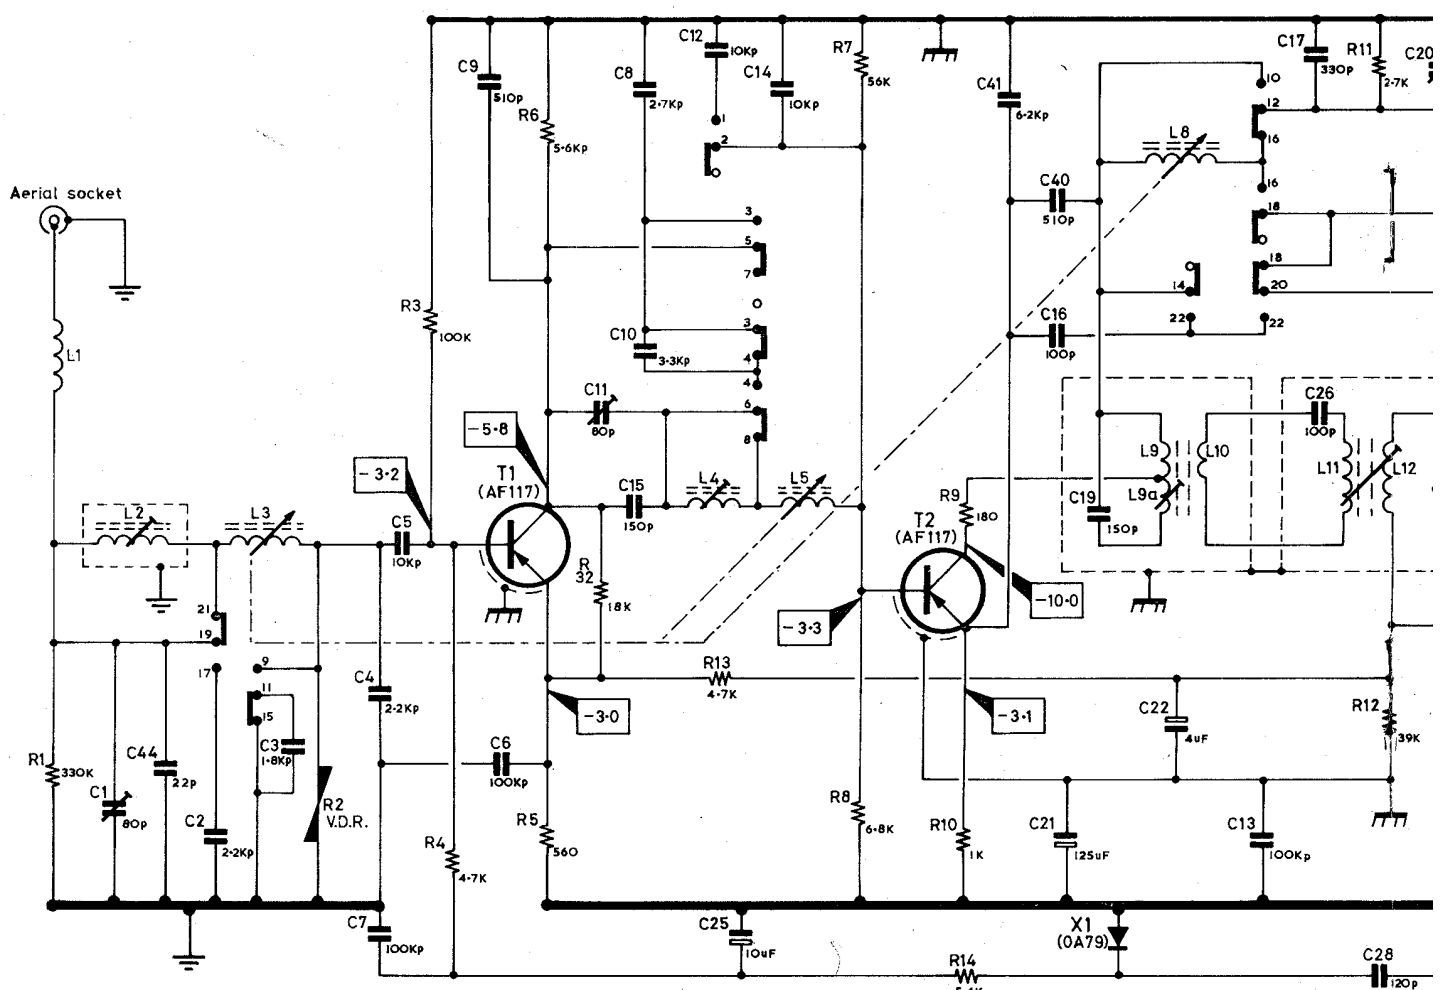 Aerial socket
L1
L2
L3
R1
330K
C1
80p
C44
22p
C2
2·2Kp
21
19
17
9
11
15
C3
1·8Kp
R2
V.D.R.
C4
2·2Kp
C5
10Kp
C7
100Kp
C6
100Kp
R3
100K
R4
4·7K
R5
560
–3·2
–5·8
–3·0
T1
(AF117)
C9
510p
R6
5·6Kp
C8
2·7Kp
C12
10Kp
C14
10Kp
1
2
3
5
7
3
4
4
6
8
C10
3·3Kp
C11
80p
C15
150p
L4
L5
R
32
18K
R13
4·7K
R7
56K
R8
6·8K
–3·3
T2
(AF117)
R9
180
–10·0
–3·1
R10
1K
C41
6·2Kp
C40
510p
C16
100p
L8
10
12
16
16
18
18
20
14
22
22
C17
330p
R11
2·7K
C20
L9
L9a
L10
C19
150p
C26
100p
L11
L12
C22
4uF
R12
39K
C21
125uF
C13
100Kp
C25
10uF
X1
(OA79)
R14
C28
120p